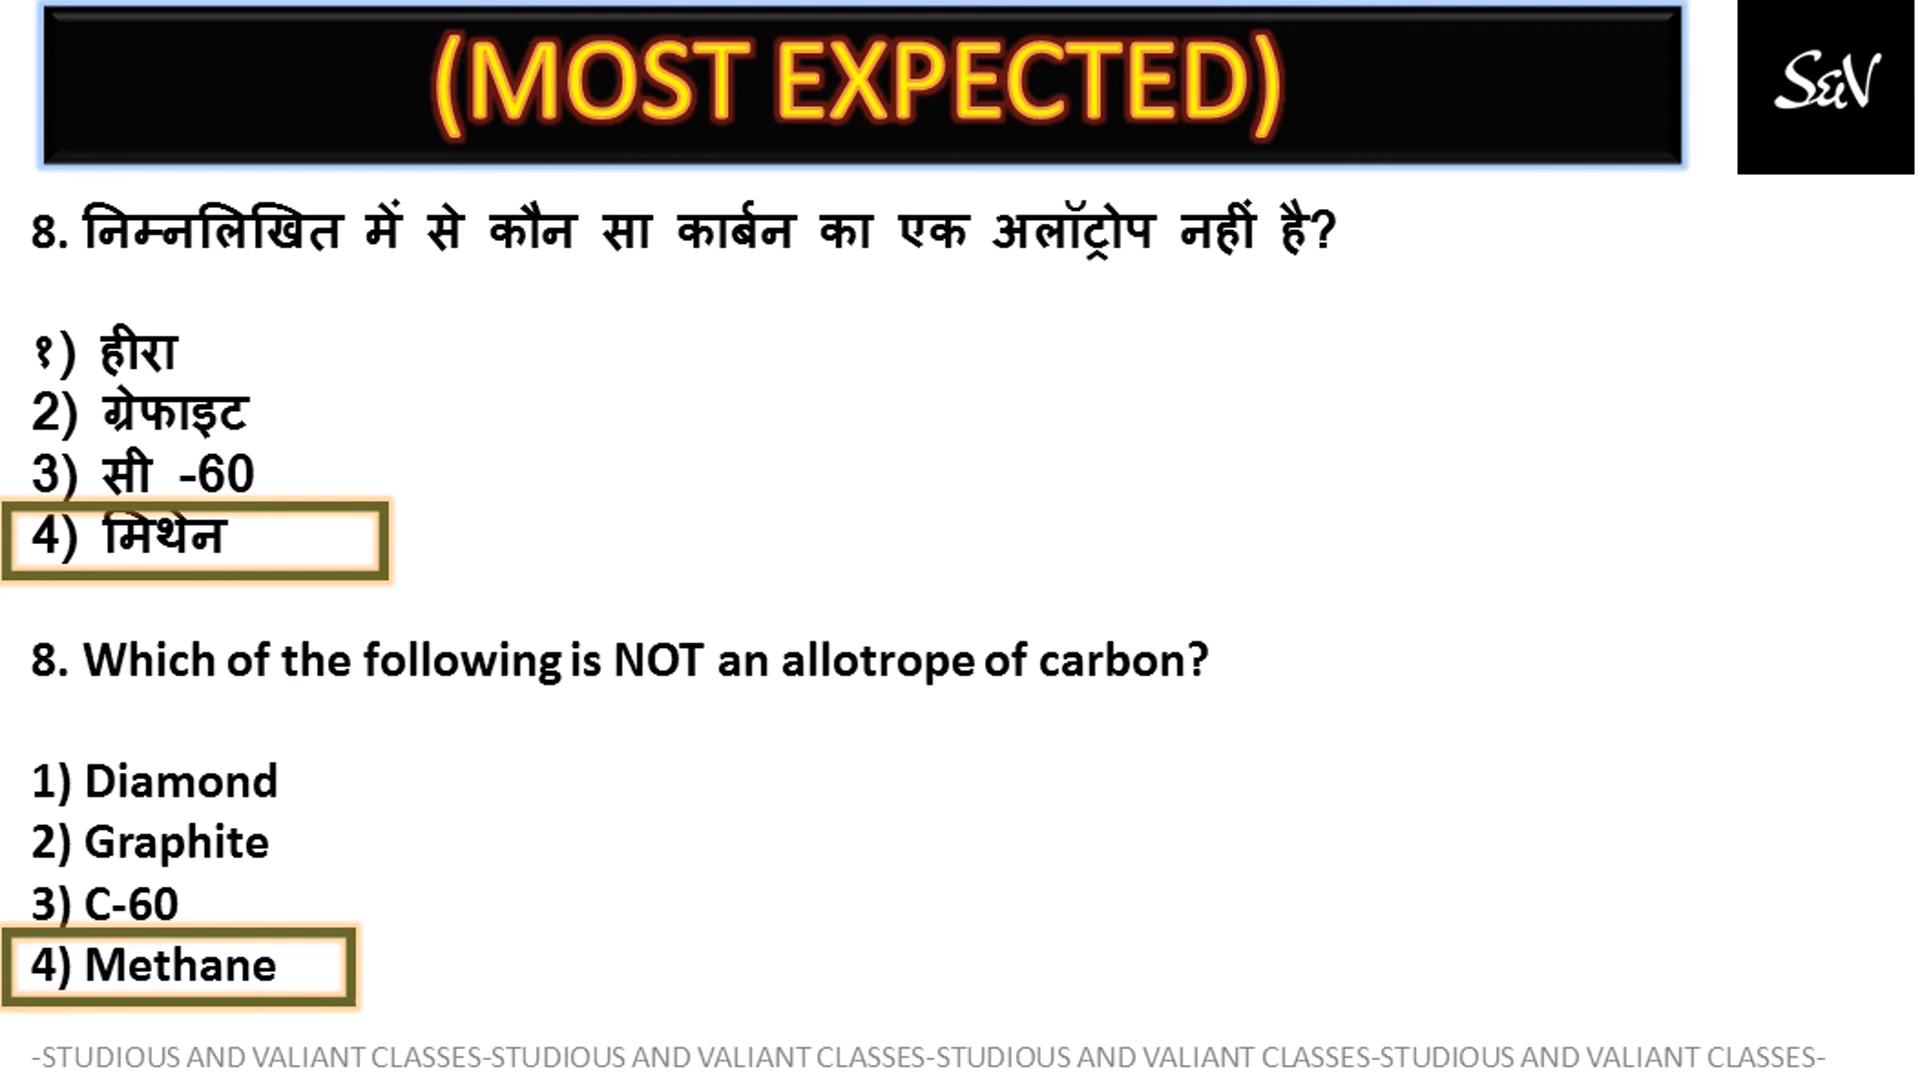 (MOST EXPECTED)
S&V
8. निम्नलिखित में से कौन सा कार्बन का एक अलॉट्रोप नहीं है?
१) हीरा
2) ग्रेफाइट
3) सी -60
4) मिथेन
8. Which of the following is NOT an allotrope of carbon?
1) Diamond
2) Graphite
3) C-60
4) Methane
-STUDIOUS AND VALIANT CLASSES-STUDIOUS AND VALIANT CLASSES-STUDIOUS AND VALIANT CLASSES-STUDIOUS AND VALIANT CLASSES-